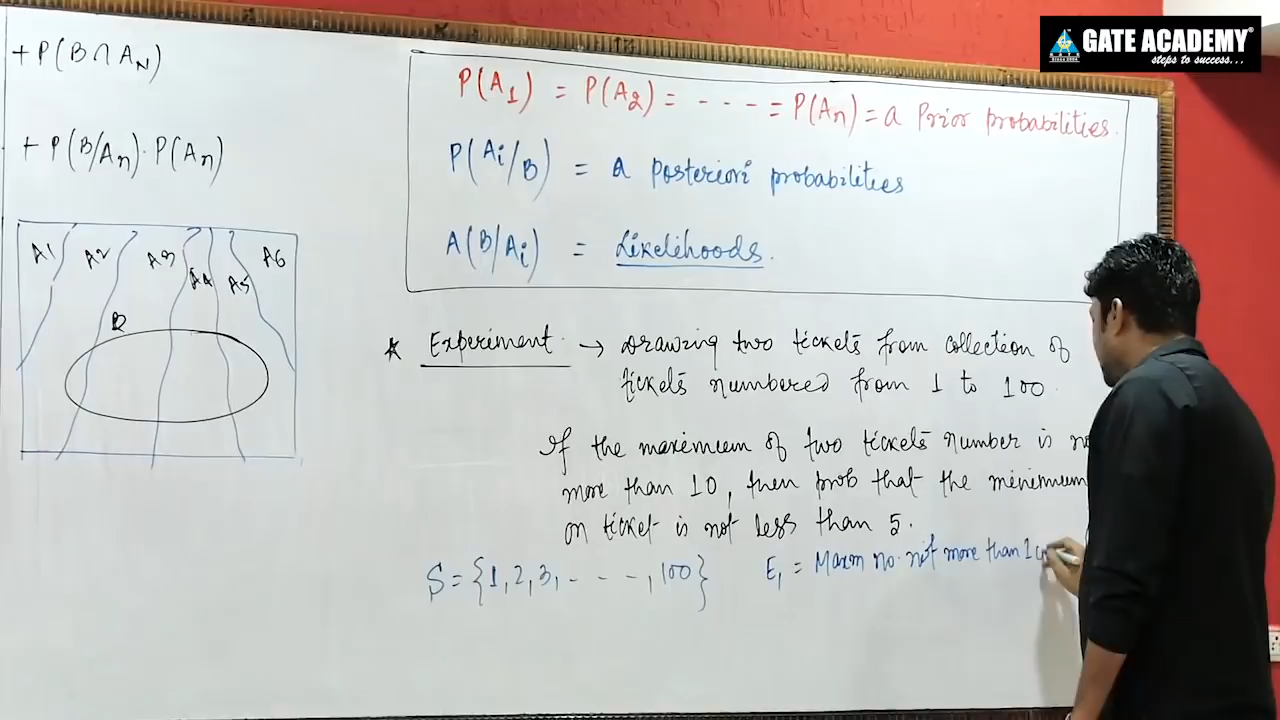 GATE ACADEMY
steps to success...
+ P(B ∩ AN)
+ P(B/An) · P(An)
A1 A2 A3 A4 A5 A6
B
P(A1) = P(A2) = - - - - = P(An) = a Prior probabilities.
P(Ai/B) = a posteriori probabilities
A(B/Ai) = Likelihoods.
* Experiment. → Drawing two tickets from collection of
tickets numbered from 1 to 100.
If the maximum of two tickets number is no
more than 10, then prob that the minimum
on ticket is not less than 5.
S = {1, 2, 3, - - - -, 100} E1 = Maxm no. not more than 10